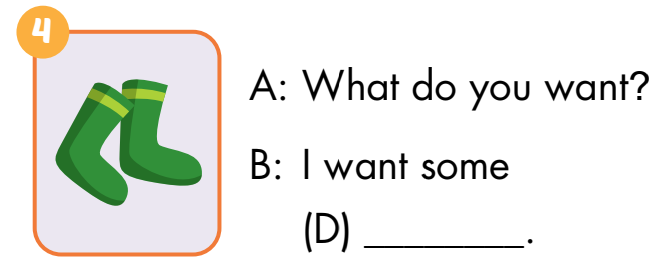 4
A: What do you want?
B: I want some
(D) ________.